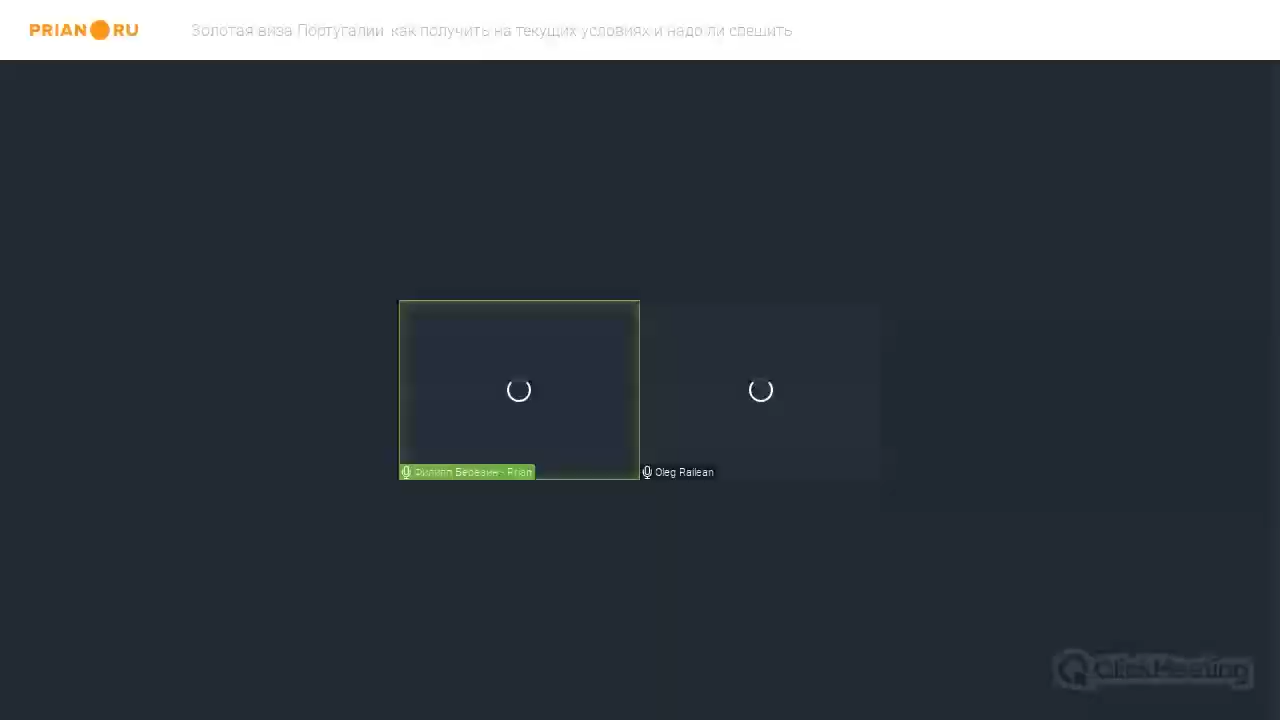 PRIAN RU
Золотая виза Португалии как получить на текущих условиях и надо ли спешить
Филипп Березин - Prian
Oleg Railean
ClickMeeting